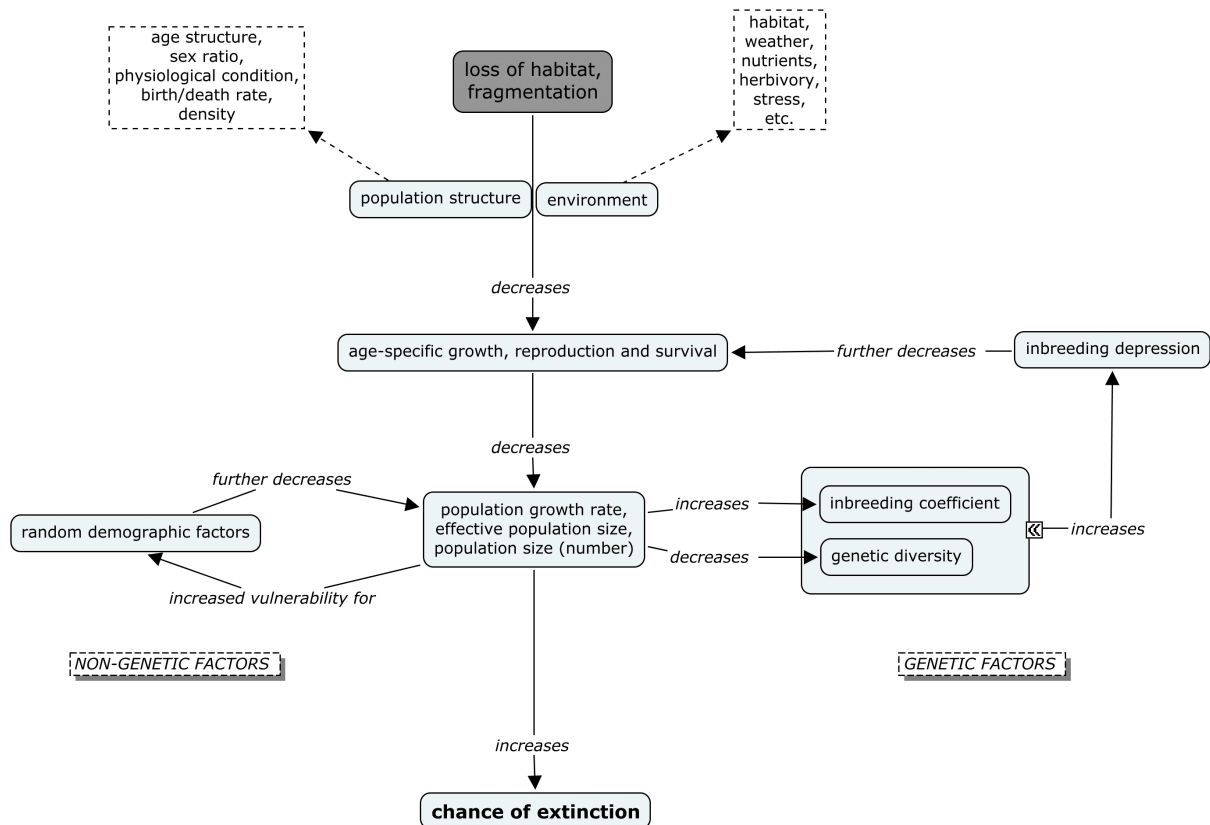 age structure,
sex ratio,
physiological condition,
birth/death rate,
density
loss of habitat,
fragmentation
habitat,
weather,
nutrients,
herbivory,
stress,
etc.
population structure
environment
decreases
age-specific growth, reproduction and survival
further decreases
inbreeding depression
decreases
further decreases
random demographic factors
increased vulnerability for
population growth rate,
effective population size,
population size (number)
increases
decreases
inbreeding coefficient
genetic diversity
increases
NON-GENETIC FACTORS
GENETIC FACTORS
increases
chance of extinction